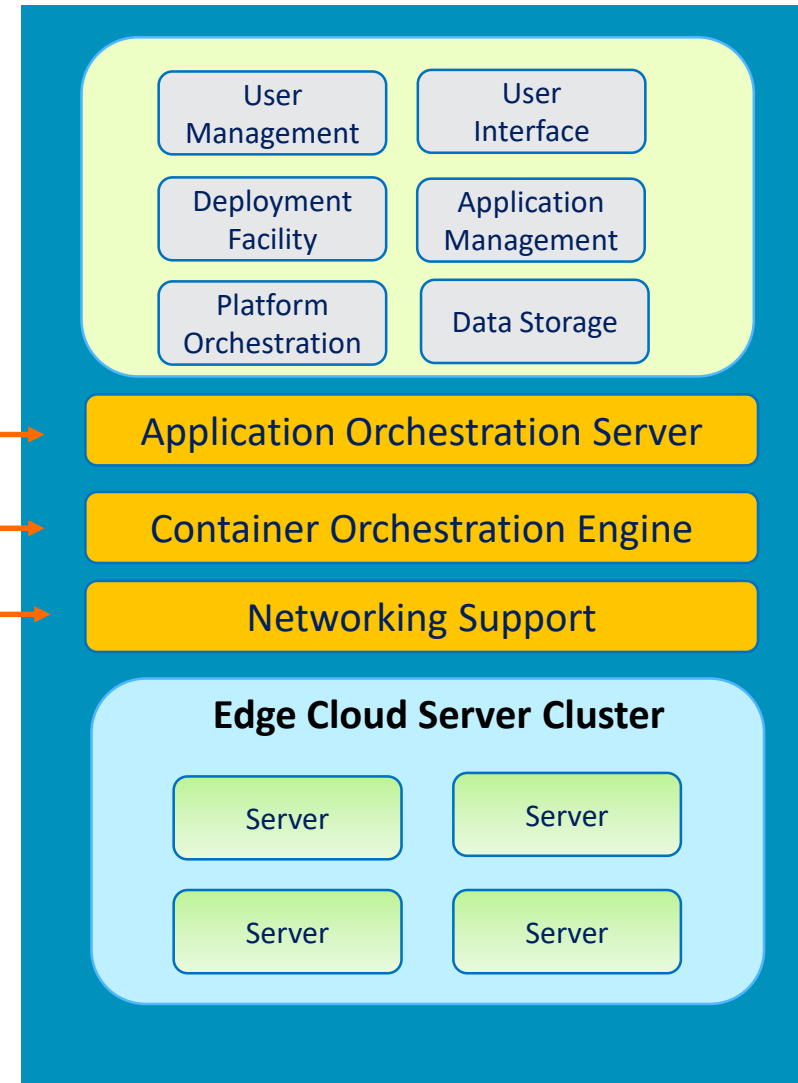 User
Management
User
Interface
Deployment
Facility
Application
Management
Platform
Orchestration
Data Storage
Application Orchestration Server
Container Orchestration Engine
Networking Support
Edge Cloud Server Cluster
Server
Server
Server
Server